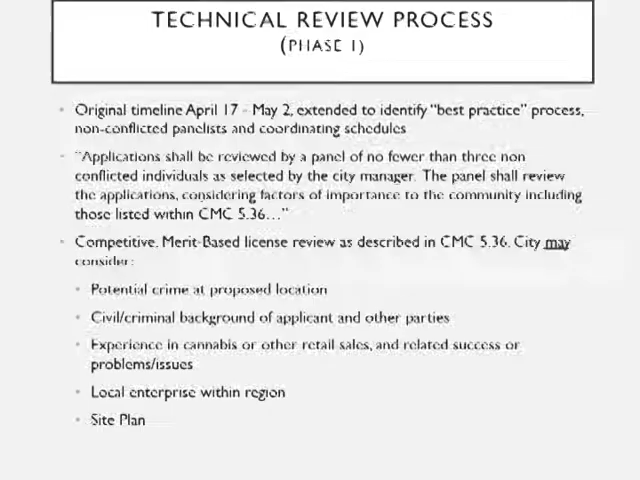 TECHNICAL REVIEW PROCESS
(PHASE 1)
• Original timeline April 17 - May 2, extended to identify "best practice" process,
non-conflicted panelists and coordinating schedules
• "Applications shall be reviewed by a panel of no fewer than three non
conflicted individuals as selected by the city manager. The panel shall review
the applications, considering factors of importance to the community including
those listed within CMC 5.36…"
• Competitive, Merit-Based license review as described in CMC 5.36. City may
consider:
• Potential crime at proposed location
• Civil/criminal background of applicant and other parties
• Experience in cannabis or other retail sales, and related success or
problems/issues
• Local enterprise within region
• Site Plan